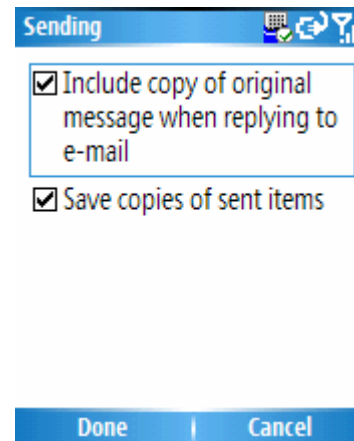 Sending
Include copy of original
message when replying to
e-mail
Save copies of sent items
Done
Cancel